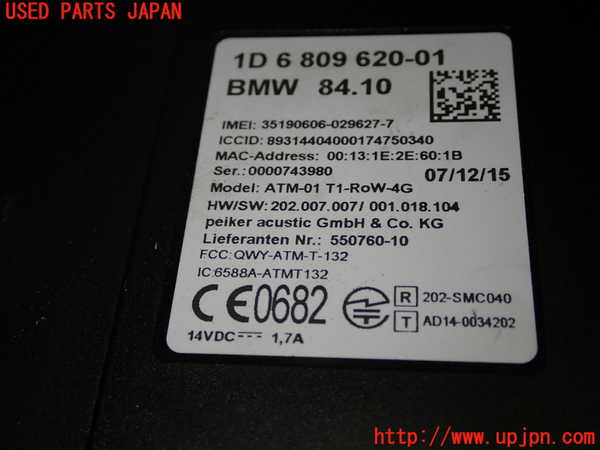 USED PARTS JAPAN
1D 6 809 620-01
BMW 84.10
IMEI: 35190606-029627-7
ICCID: 89314404000174750340
MAC-Address: 00:13:1E:2E:60:1B
Ser.: 0000743980
07/12/15
Model: ATM-01 T1-RoW-4G
HW/SW: 202.007.007/ 001.018.104
peiker acustic GmbH & Co. KG
Lieferanten Nr.: 550760-10
FCC:QWY-ATM-T-132
IC:6588A-ATMT132
CE0682
R 202-SMC040
T AD14-0034202
14VDC 1,7A
UPJ
http://www.upjpn.com/